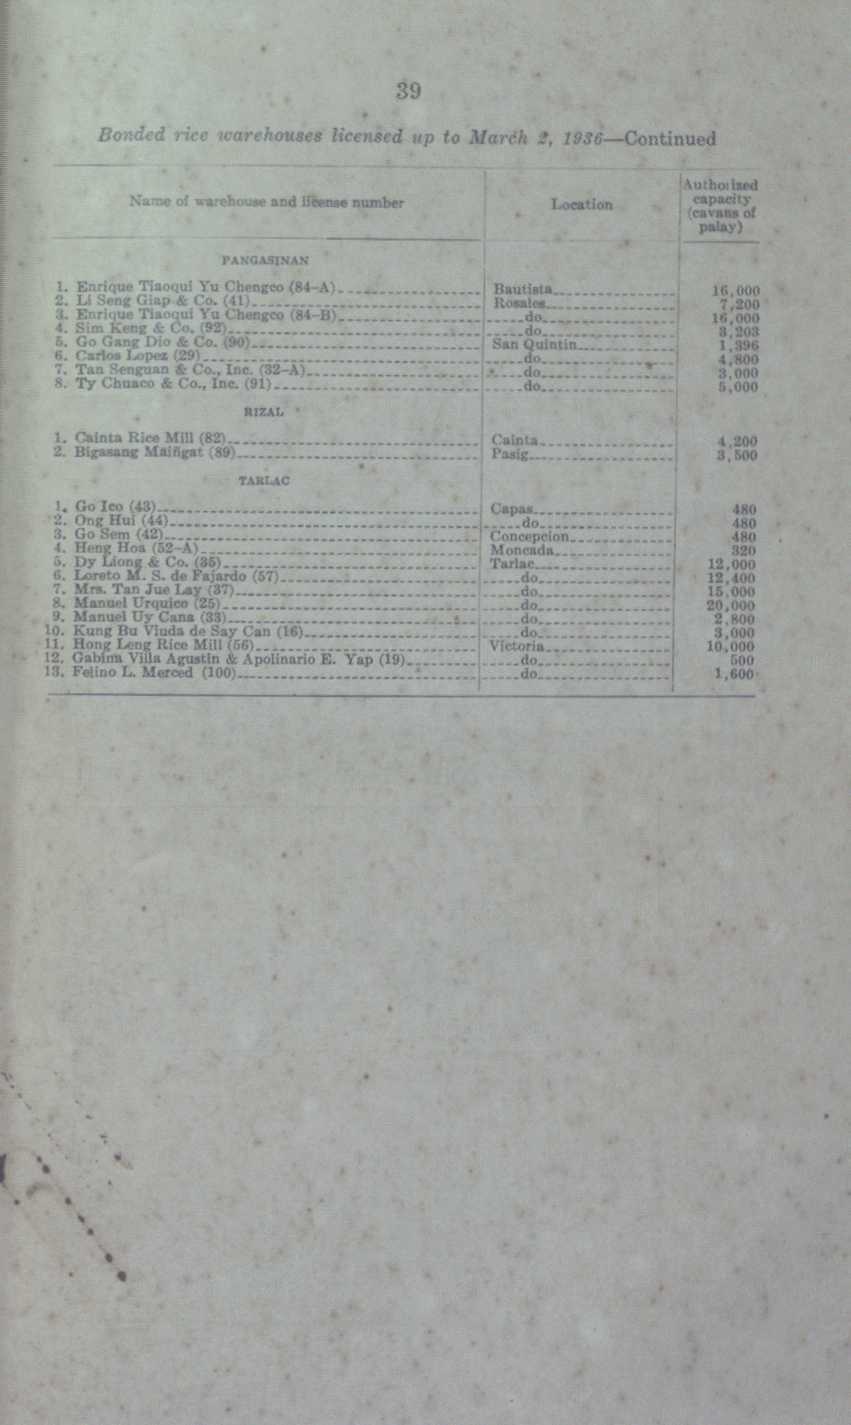 39
Bonded rice warehouses licensed up to March 2, 1936—Continued
Name of warehouse and license number | Location | Authorized capacity (cavans of palay)
PANGASINAN
1. Enrique Tiaoqui Yu Chengco (84–A) | Bautista | 16,000
2. Li Seng Giap & Co. (41) | Rosales | 7,200
3. Enrique Tiaoqui Yu Chengco (84–B) | do | 16,000
4. Sim Keng & Co. (92) | do | 3,203
5. Go Gang Dio & Co. (90) | San Quintin | 1,396
6. Carlos Lopez (29) | do | 4,800
7. Tan Senguan & Co., Inc. (32–A) | do | 3,000
8. Ty Chuaco & Co., Inc. (91) | do | 5,000
RIZAL
1. Cainta Rice Mill (82) | Cainta | 4,200
2. Bigasang Maiñgat (89) | Pasig | 3,500
TARLAC
1. Go Ico (43) | Capas | 480
2. Ong Hui (44) | do | 480
3. Go Sem (42) | Concepcion | 480
4. Heng Hoa (52–A) | Moncada | 320
5. Dy Liong & Co. (35) | Tarlac | 12,000
6. Loreto M. S. de Fajardo (57) | do | 12,400
7. Mrs. Tan Jue Lay (37) | do | 15,000
8. Manuel Urquico (25) | do | 20,000
9. Manuel Uy Cana (33) | do | 2,800
10. Kung Bu Viuda de Say Can (16) | do | 3,000
11. Hong Leng Rice Mill (56) | Victoria | 10,000
12. Gabina Villa Agustin & Apolinario E. Yap (19) | do | 500
13. Felino L. Merced (100) | do | 1,600